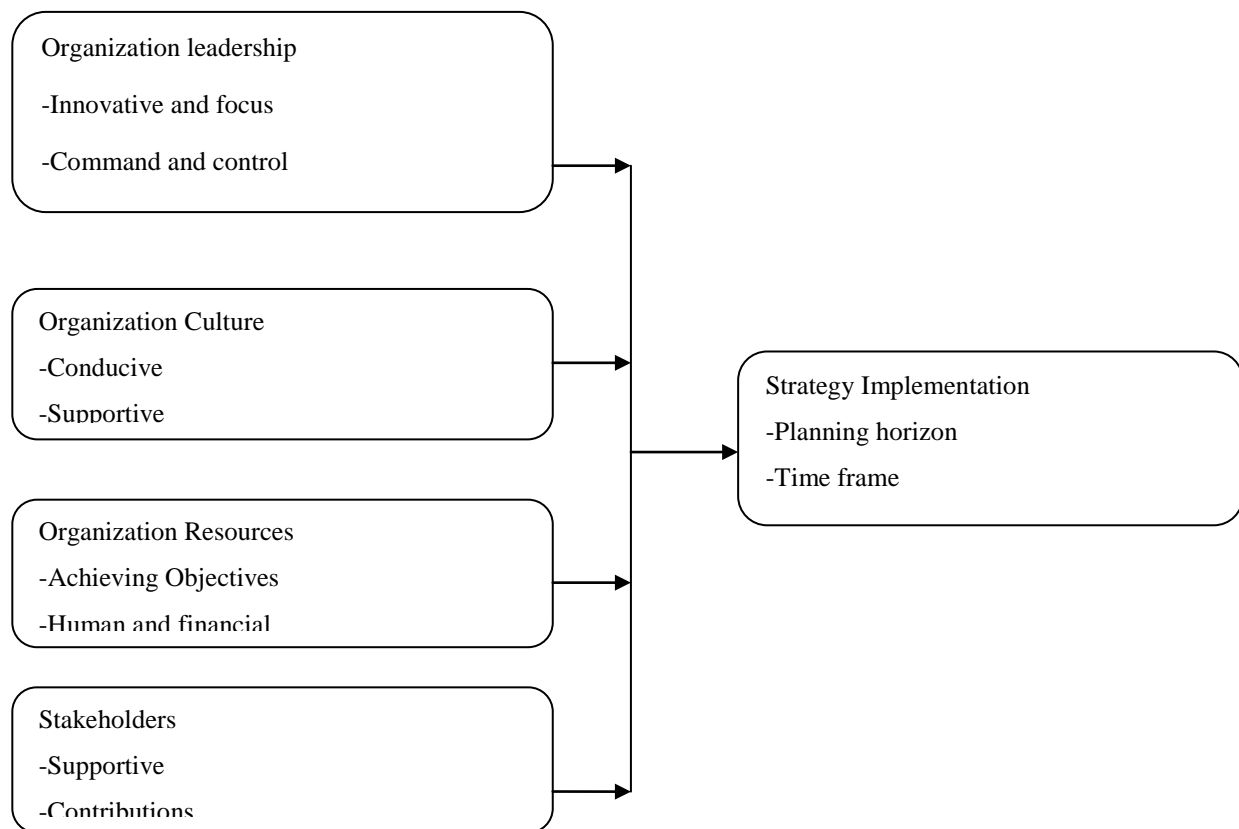 Organization leadership
-Innovative and focus
-Command and control
Organization Culture
-Conducive
-Supportive
Organization Resources
-Achieving Objectives
-Human and financial
Stakeholders
-Supportive
-Contributions
Strategy Implementation
-Planning horizon
-Time frame